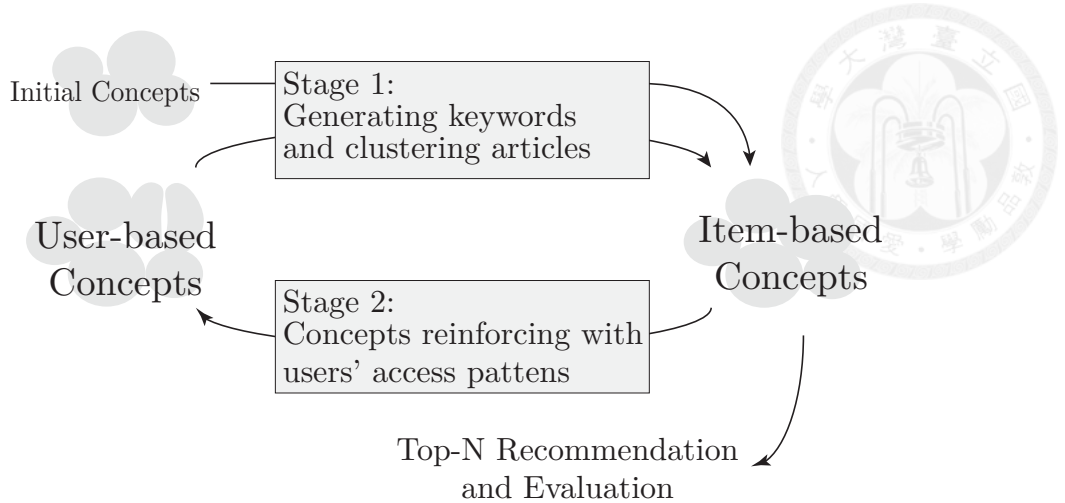 Initial Concepts
Stage 1:
Generating keywords
and clustering articles
User-based
Concepts
Item-based
Concepts
Stage 2:
Concepts reinforcing with
users' access pattens
Top-N Recommendation
and Evaluation